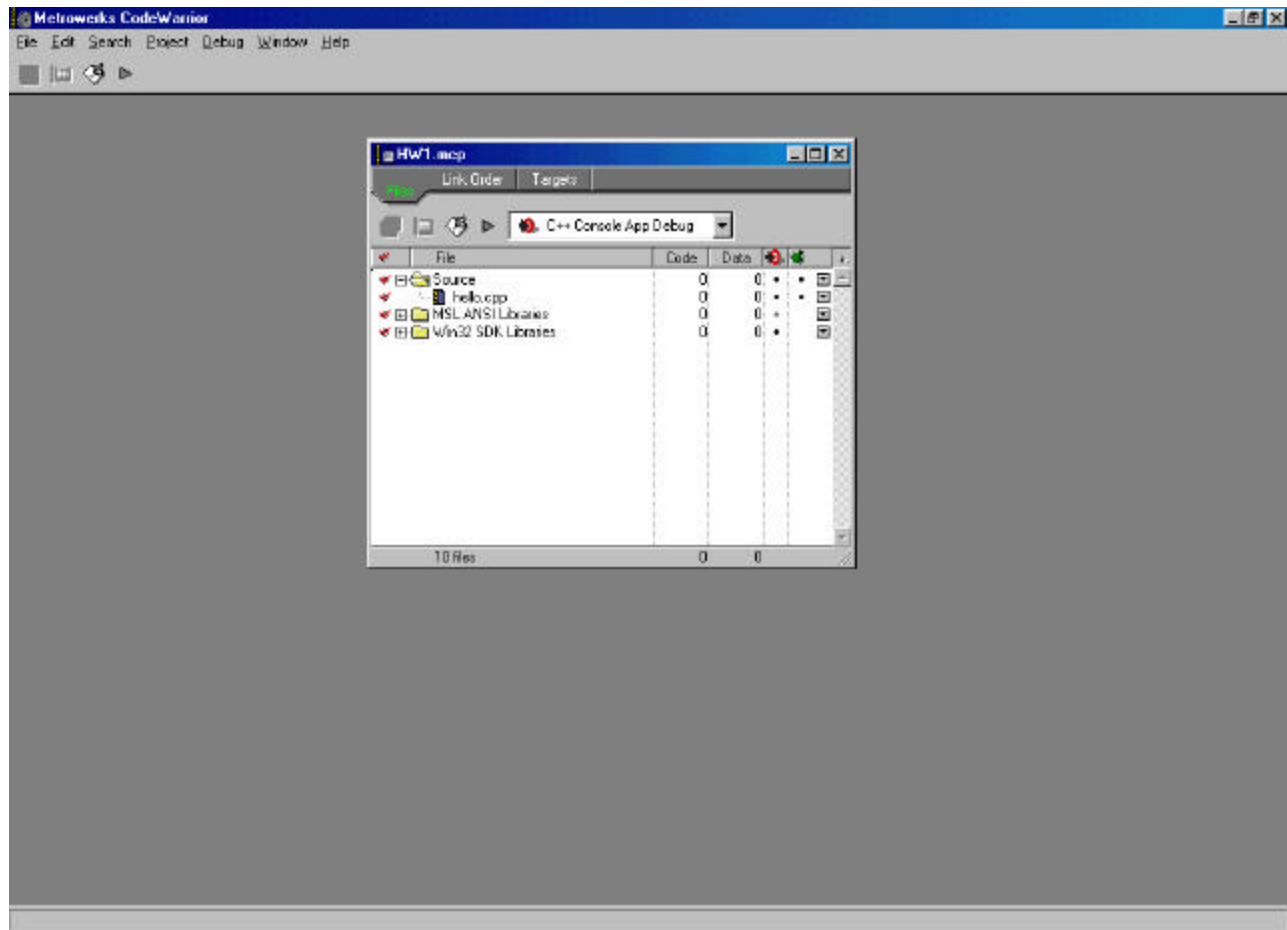 Metrowerks CodeWarrior
File Edit Search Project Debug Window Help
HW1.mcp
Files Link Order Targets
C++ Console App Debug
File Code Data
Source 0 0
hello.cpp 0 0
MSL ANSI Libraries 0 0
Win32 SDK Libraries 0 0
10 files 0 0